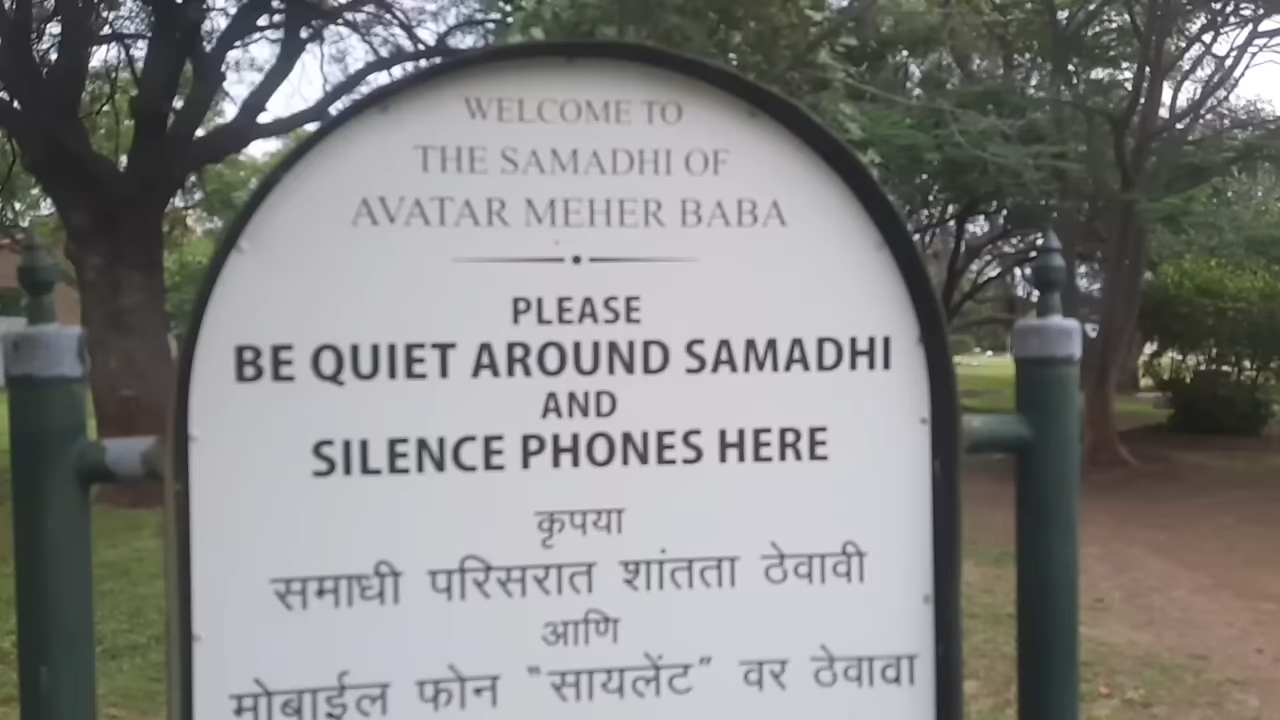 WELCOME TO
THE SAMADHI OF
AVATAR MEHER BABA
PLEASE
BE QUIET AROUND SAMADHI
AND
SILENCE PHONES HERE
कृपया
समाधी परिसरात शांतता ठेवावी
आणि
मोबाईल फोन "सायलेंट" वर ठेवावा